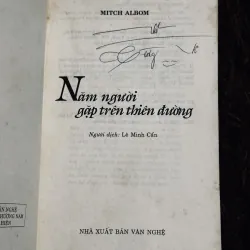 MITCH ALBOM
Năm người
gặp trên thiên đường
Người dịch: Lê Minh Cẩn
NHÀ XUẤT BẢN VĂN NGHỆ